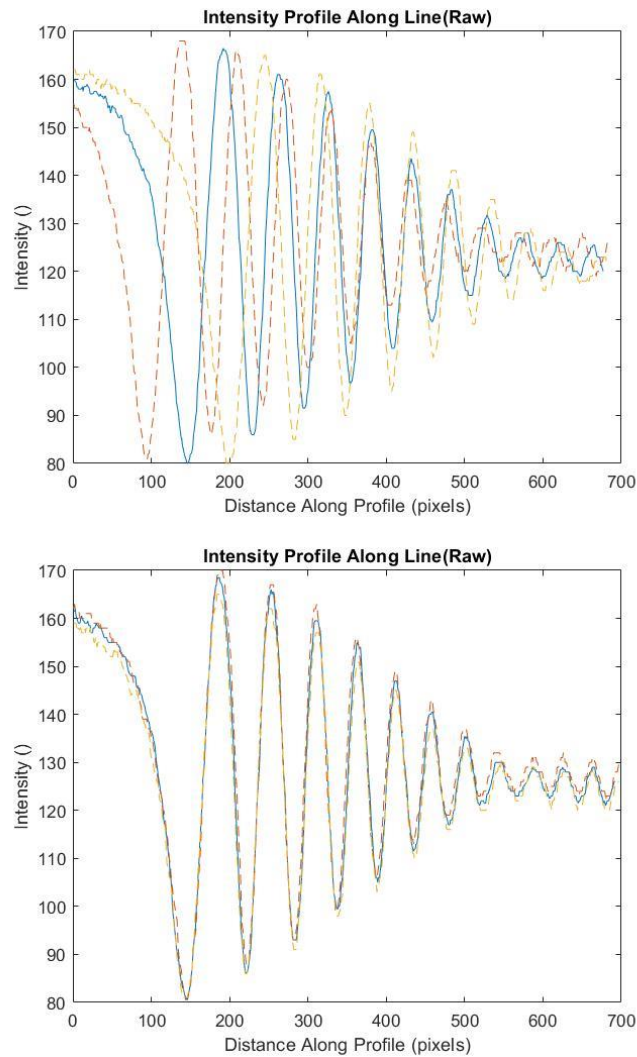 Intensity Profile Along Line(Raw)
170
160
150
140
130
120
110
100
90
80
Intensity ()
0 100 200 300 400 500 600 700
Distance Along Profile (pixels)
Intensity Profile Along Line(Raw)
170
160
150
140
130
120
110
100
90
80
Intensity ()
0 100 200 300 400 500 600 700
Distance Along Profile (pixels)